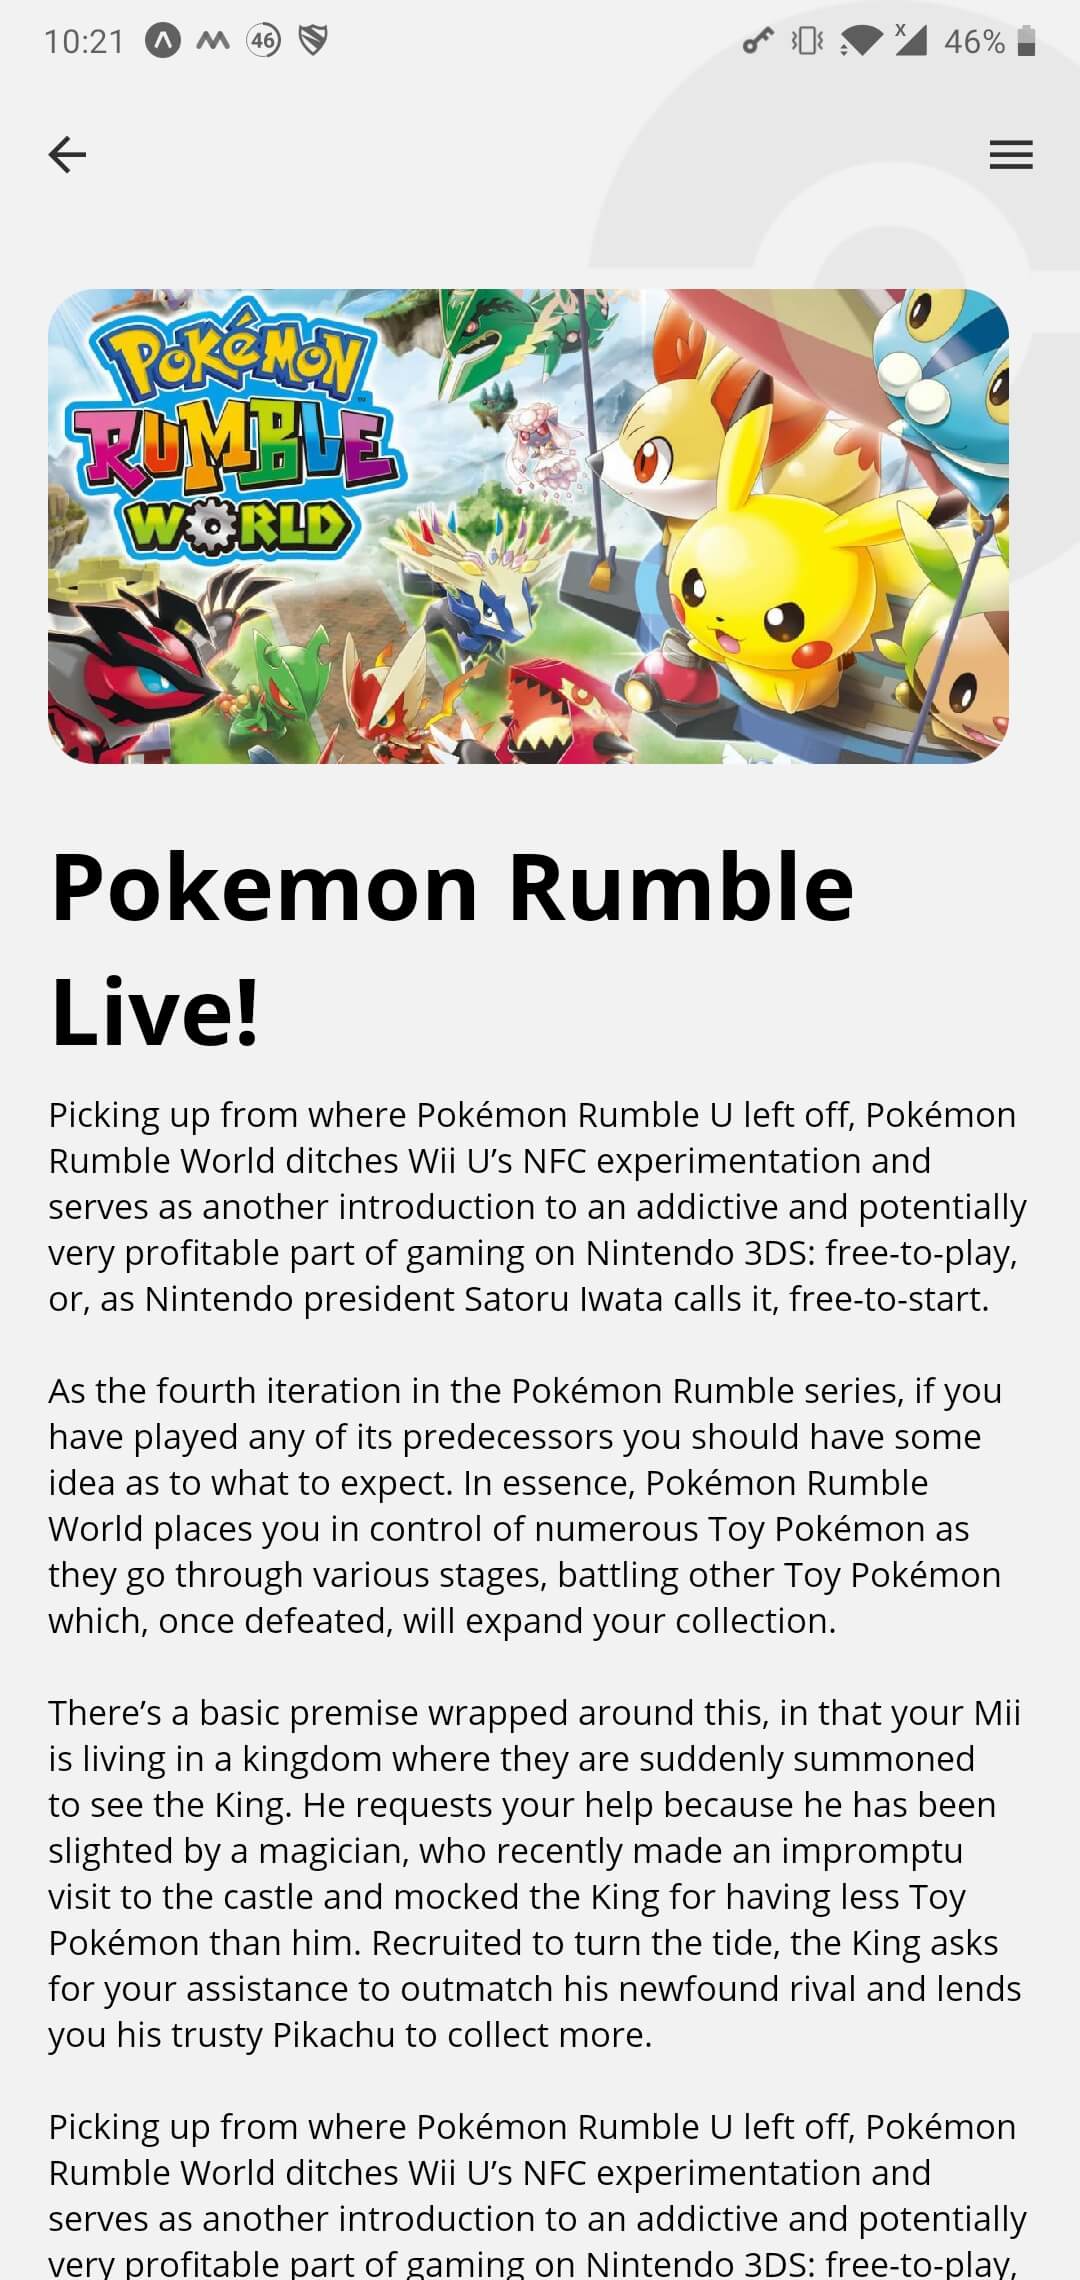 10:21 46 x 46%
POKéMON
RUMBLE
WORLD
Pokemon Rumble
Live!
Picking up from where Pokémon Rumble U left off, Pokémon
Rumble World ditches Wii U’s NFC experimentation and
serves as another introduction to an addictive and potentially
very profitable part of gaming on Nintendo 3DS: free-to-play,
or, as Nintendo president Satoru Iwata calls it, free-to-start.
As the fourth iteration in the Pokémon Rumble series, if you
have played any of its predecessors you should have some
idea as to what to expect. In essence, Pokémon Rumble
World places you in control of numerous Toy Pokémon as
they go through various stages, battling other Toy Pokémon
which, once defeated, will expand your collection.
There’s a basic premise wrapped around this, in that your Mii
is living in a kingdom where they are suddenly summoned
to see the King. He requests your help because he has been
slighted by a magician, who recently made an impromptu
visit to the castle and mocked the King for having less Toy
Pokémon than him. Recruited to turn the tide, the King asks
for your assistance to outmatch his newfound rival and lends
you his trusty Pikachu to collect more.
Picking up from where Pokémon Rumble U left off, Pokémon
Rumble World ditches Wii U’s NFC experimentation and
serves as another introduction to an addictive and potentially
very profitable part of gaming on Nintendo 3DS: free-to-play,